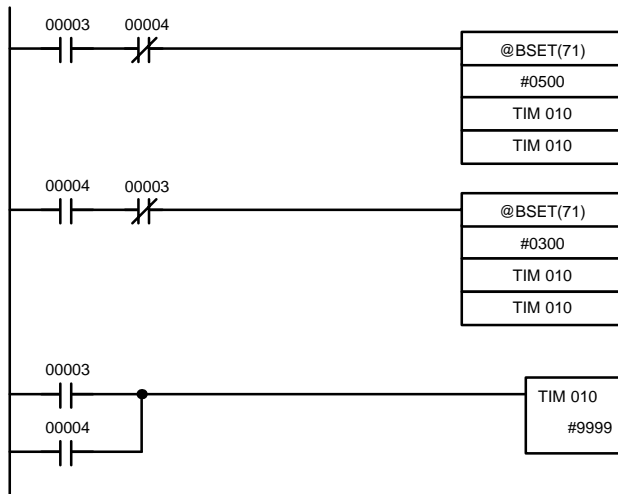 00003 00004
@BSET(71)
#0500
TIM 010
TIM 010
00004 00003
@BSET(71)
#0300
TIM 010
TIM 010
00003
TIM 010
#9999
00004